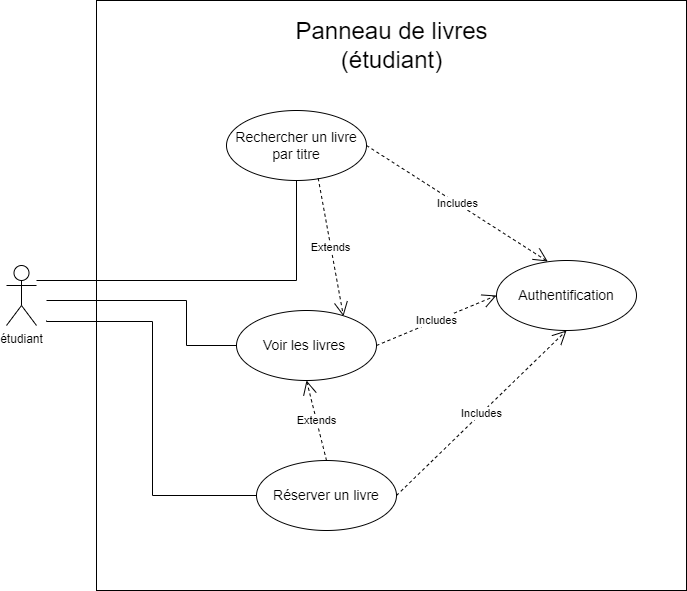 Panneau de livres
(étudiant)
Rechercher un livre
par titre
Includes
Extends
étudiant
Authentification
Voir les livres
Includes
Extends
Includes
Réserver un livre